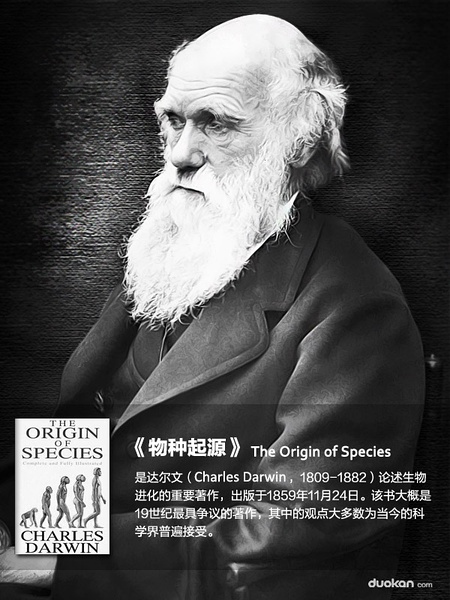 THE
ORIGIN
OF
SPECIES
Complete and Fully Illustrated
CHARLES
DARWIN
《物种起源》 The Origin of Species
是达尔文（Charles Darwin，1809-1882）论述生物
进化的重要著作，出版于1859年11月24日。该书大概是
19世纪最具争议的著作，其中的观点大多数为当今的科
学界普遍接受。
duokan.com